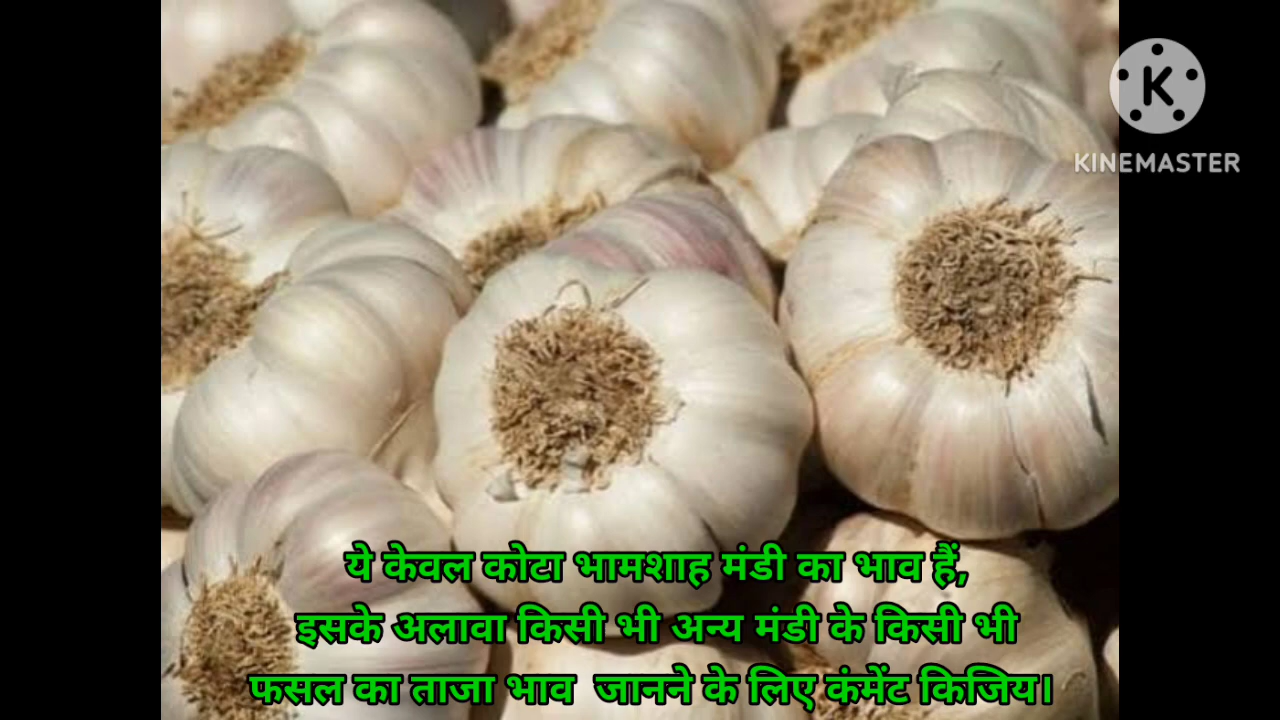 KINEMASTER
ये केवल कोटा भामशाह मंडी का भाव हैं,
इसके अलावा किसी भी अन्य मंडी के किसी भी
फसल का ताजा भाव जानने के लिए कंमेंट किजिय।